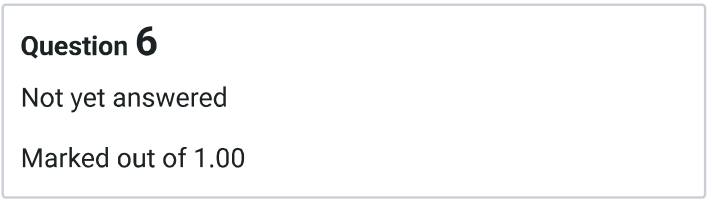 Question 6
Not yet answered
Marked out of 1.00